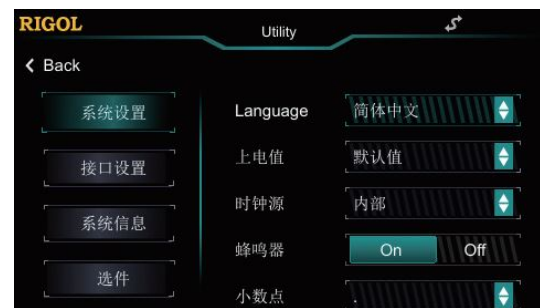 RIGOL
Utility
Back
系统设置
Language
简体中文
上电值
默认值
接口设置
时钟源
内部
系统信息
蜂鸣器
On
Off
选件
小数点
.